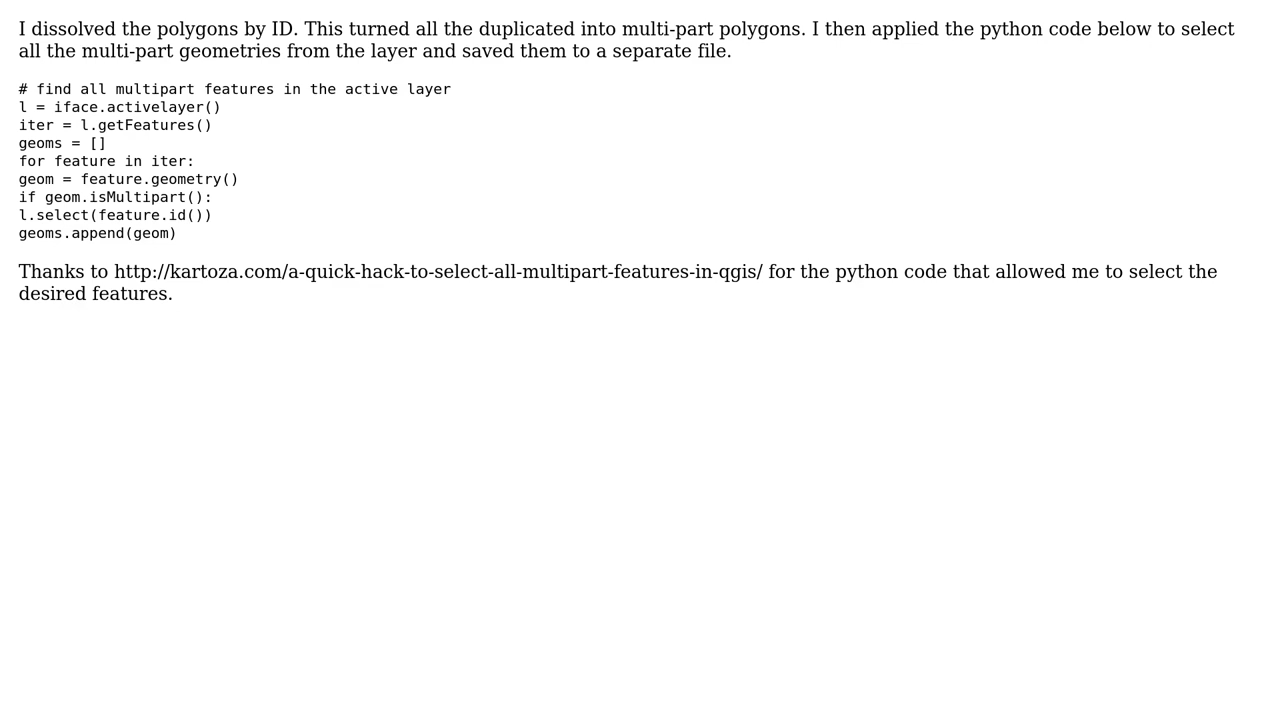 I dissolved the polygons by ID. This turned all the duplicated into multi-part polygons. I then applied the python code below to select
all the multi-part geometries from the layer and saved them to a separate file.
# find all multipart features in the active layer
l = iface.activelayer()
iter = l.getFeatures()
geoms = []
for feature in iter:
geom = feature.geometry()
if geom.isMultipart():
l.select(feature.id())
geoms.append(geom)
Thanks to http://kartoza.com/a-quick-hack-to-select-all-multipart-features-in-qgis/ for the python code that allowed me to select the
desired features.